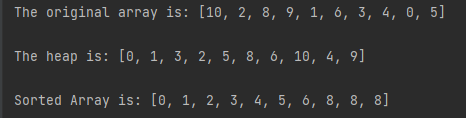 The original array is: [10, 2, 8, 9, 1, 6, 3, 4, 0, 5]
The heap is: [0, 1, 3, 2, 5, 8, 6, 10, 4, 9]
Sorted Array is: [0, 1, 2, 3, 4, 5, 6, 8, 8, 8]